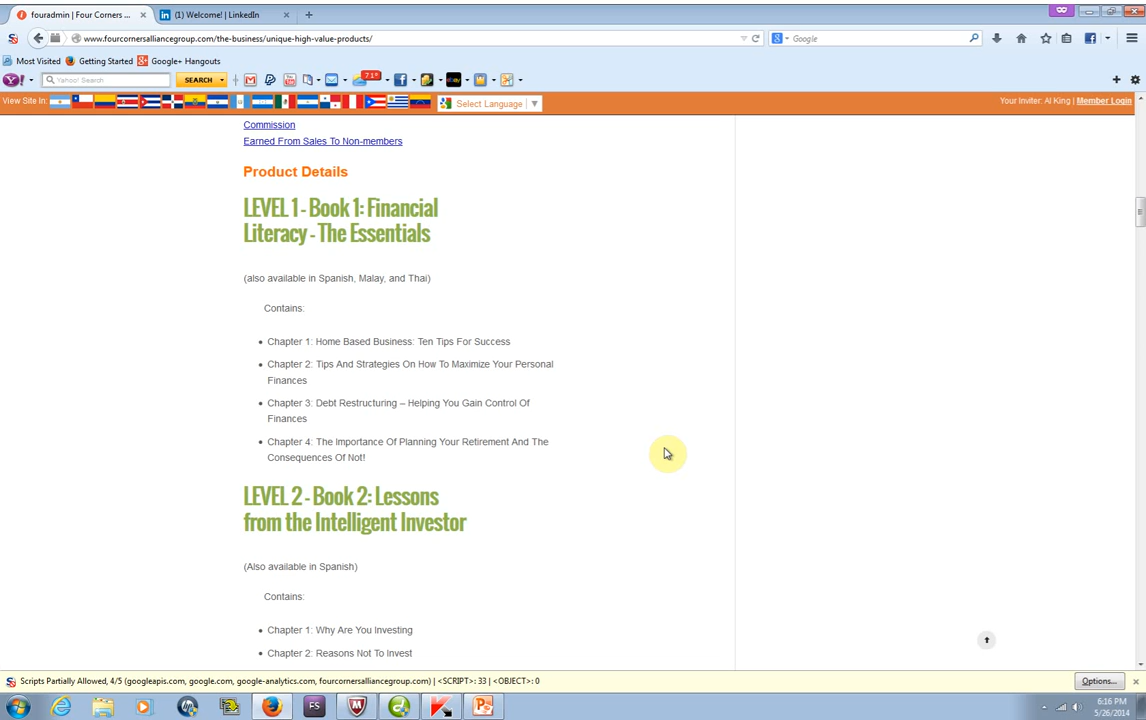 fouradmin | Four Corners ...
(1) Welcome! | LinkedIn
www.fourcornersalliancegroup.com/the-business/unique-high-value-products/
Google
Most Visited
Getting Started
Google+ Hangouts
Yahoo! Search
SEARCH
71°
View Site In:
Select Language
Your Inviter: Al King | Member Login
Commission
Earned From Sales To Non-members
Product Details
LEVEL 1 - Book 1: Financial
Literacy - The Essentials
(also available in Spanish, Malay, and Thai)
Contains:
Chapter 1: Home Based Business: Ten Tips For Success
Chapter 2: Tips And Strategies On How To Maximize Your Personal
Finances
Chapter 3: Debt Restructuring – Helping You Gain Control Of
Finances
Chapter 4: The Importance Of Planning Your Retirement And The
Consequences Of Not!
LEVEL 2 - Book 2: Lessons
from the Intelligent Investor
(Also available in Spanish)
Contains:
Chapter 1: Why Are You Investing
Chapter 2: Reasons Not To Invest
Scripts Partially Allowed, 4/5 (googleapis.com, google.com, google-analytics.com, fourcornersalliancegroup.com) | <SCRIPT>: 33 | <OBJECT>: 0
Options...
FS
6:16 PM
5/26/2014